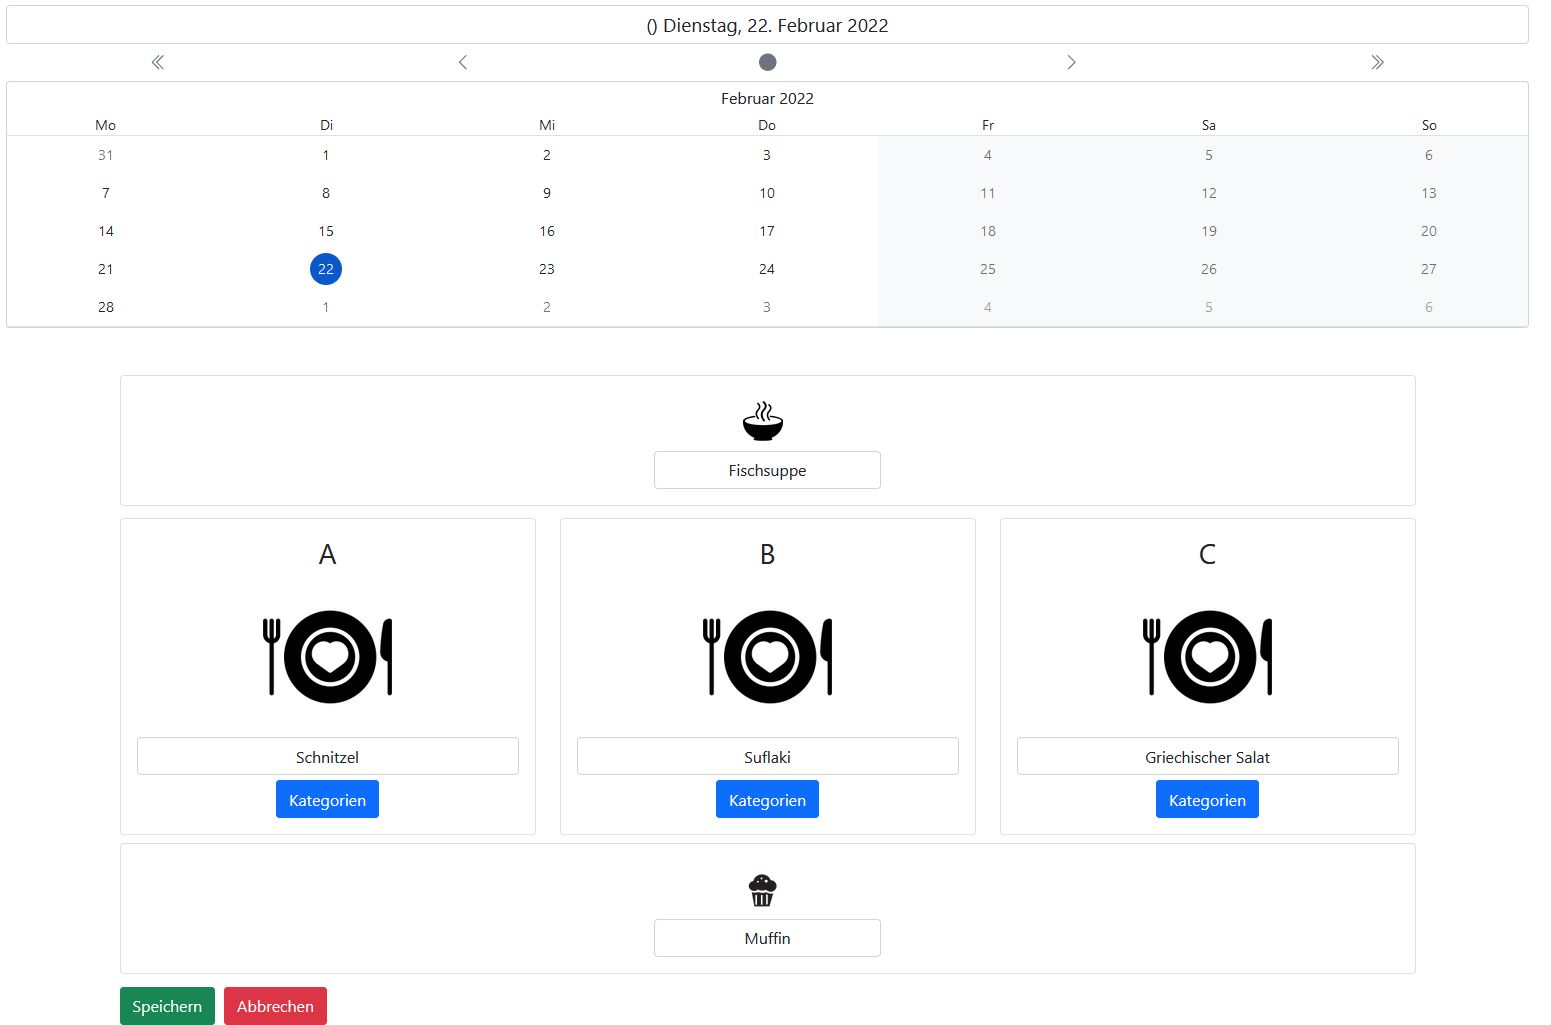 () Dienstag, 22. Februar 2022
Februar 2022
Mo Di Mi Do Fr Sa So
31 1 2 3 4 5 6
7 8 9 10 11 12 13
14 15 16 17 18 19 20
21 22 23 24 25 26 27
28 1 2 3 4 5 6
Fischsuppe
A B C
Schnitzel Suflaki Griechischer Salat
Kategorien Kategorien Kategorien
Muffin
Speichern Abbrechen